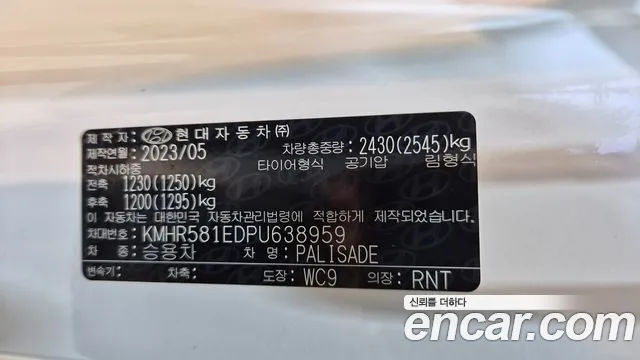 제 작 자: 현대자동차㈜
제작연월: 2023/05 차량총중량: 2430(2545)kg
적차시하중 타이어형식 공기압 림형식
전축 1230(1250)kg
후축 1200(1295)kg
이 자동차는 대한민국 자동차관리법령에 적합하게 제작되었습니다
차대번호: KMHR581EDPU638959
차 종: 승용차 차 명: PALISADE
변속기: 차축: 도장: WC9 의장: RNT
신뢰를 더하다
encar.com